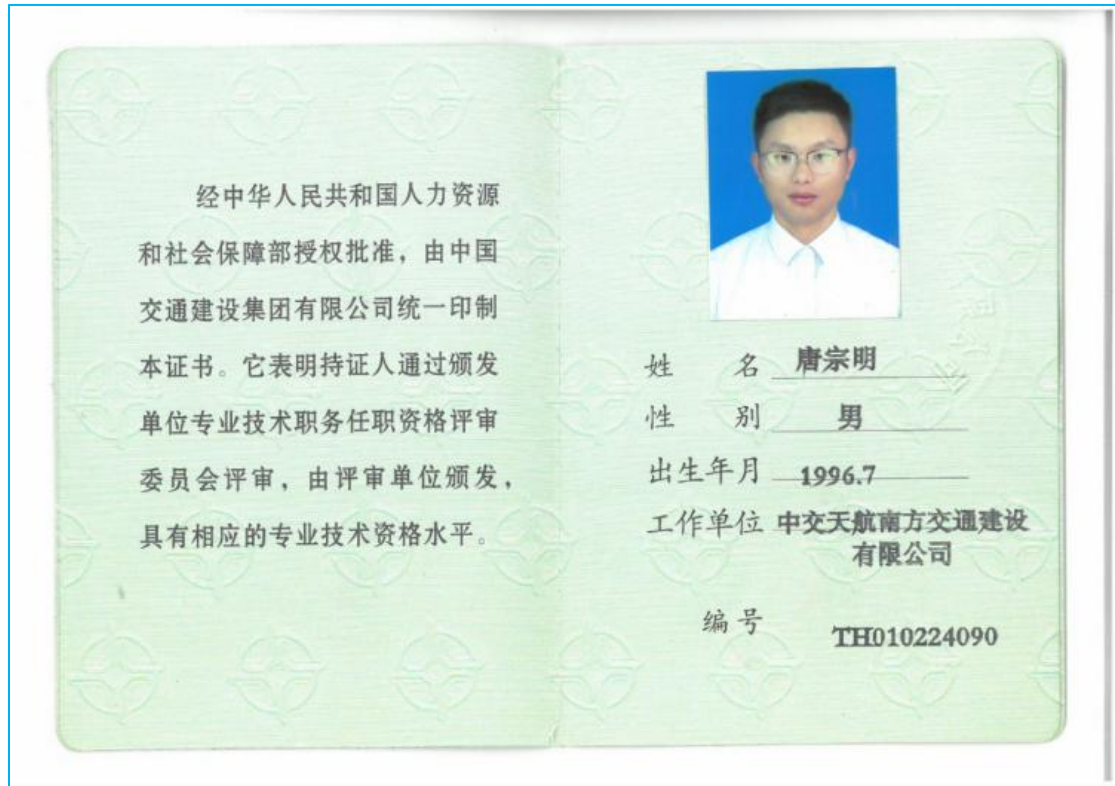 经中华人民共和国人力资源
和社会保障部授权批准，由中国
交通建设集团有限公司统一印制
本证书。它表明持证人通过颁发
单位专业技术职务任职资格评审
委员会评审，由评审单位颁发，
具有相应的专业技术资格水平。
姓 名 唐宗明
性 别 男
出生年月 1996.7
工作单位 中交天航南方交通建设
有限公司
编号 TH010224090